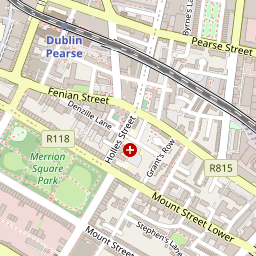 Byrne's La
Pearse Street
Dublin
Pearse
Fenian Street
Denzille Lane
Holles Street
R118
Grant's Row
R815
Merrion
Square
Park
Mount Street Lower
Stephen's Lane
Mount Street